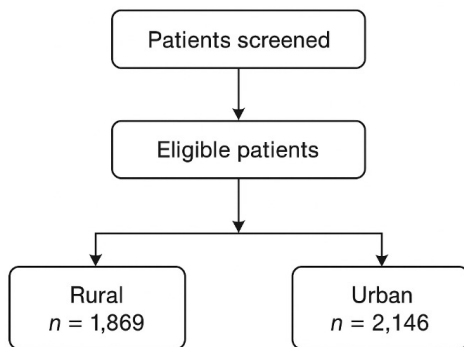 Patients screened
Eligible patients
Rural
n = 1,869
Urban
n = 2,146